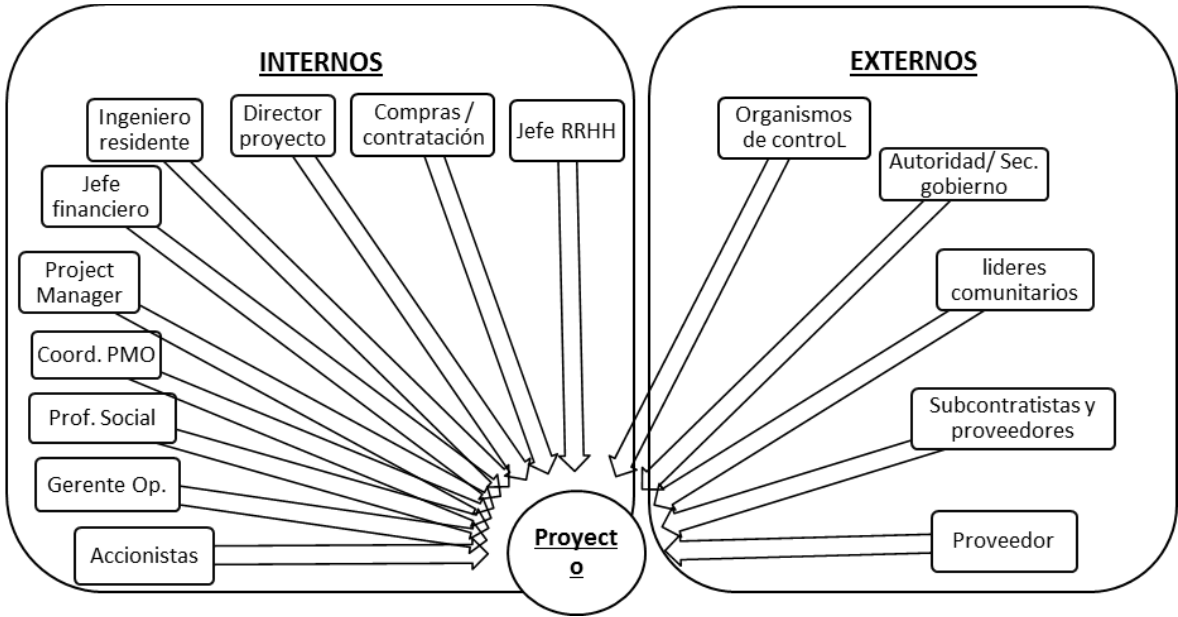 INTERNOS
Ingeniero
residente
Director
proyecto
Compras /
contratación
Jefe RRHH
Jefe
financiero
Project
Manager
Coord. PMO
Prof. Social
Gerente Op.
Accionistas
Proyect
o
EXTERNOS
Organismos
de controL
Autoridad/ Sec.
gobierno
lideres
comunitarios
Subcontratistas y
proveedores
Proveedor